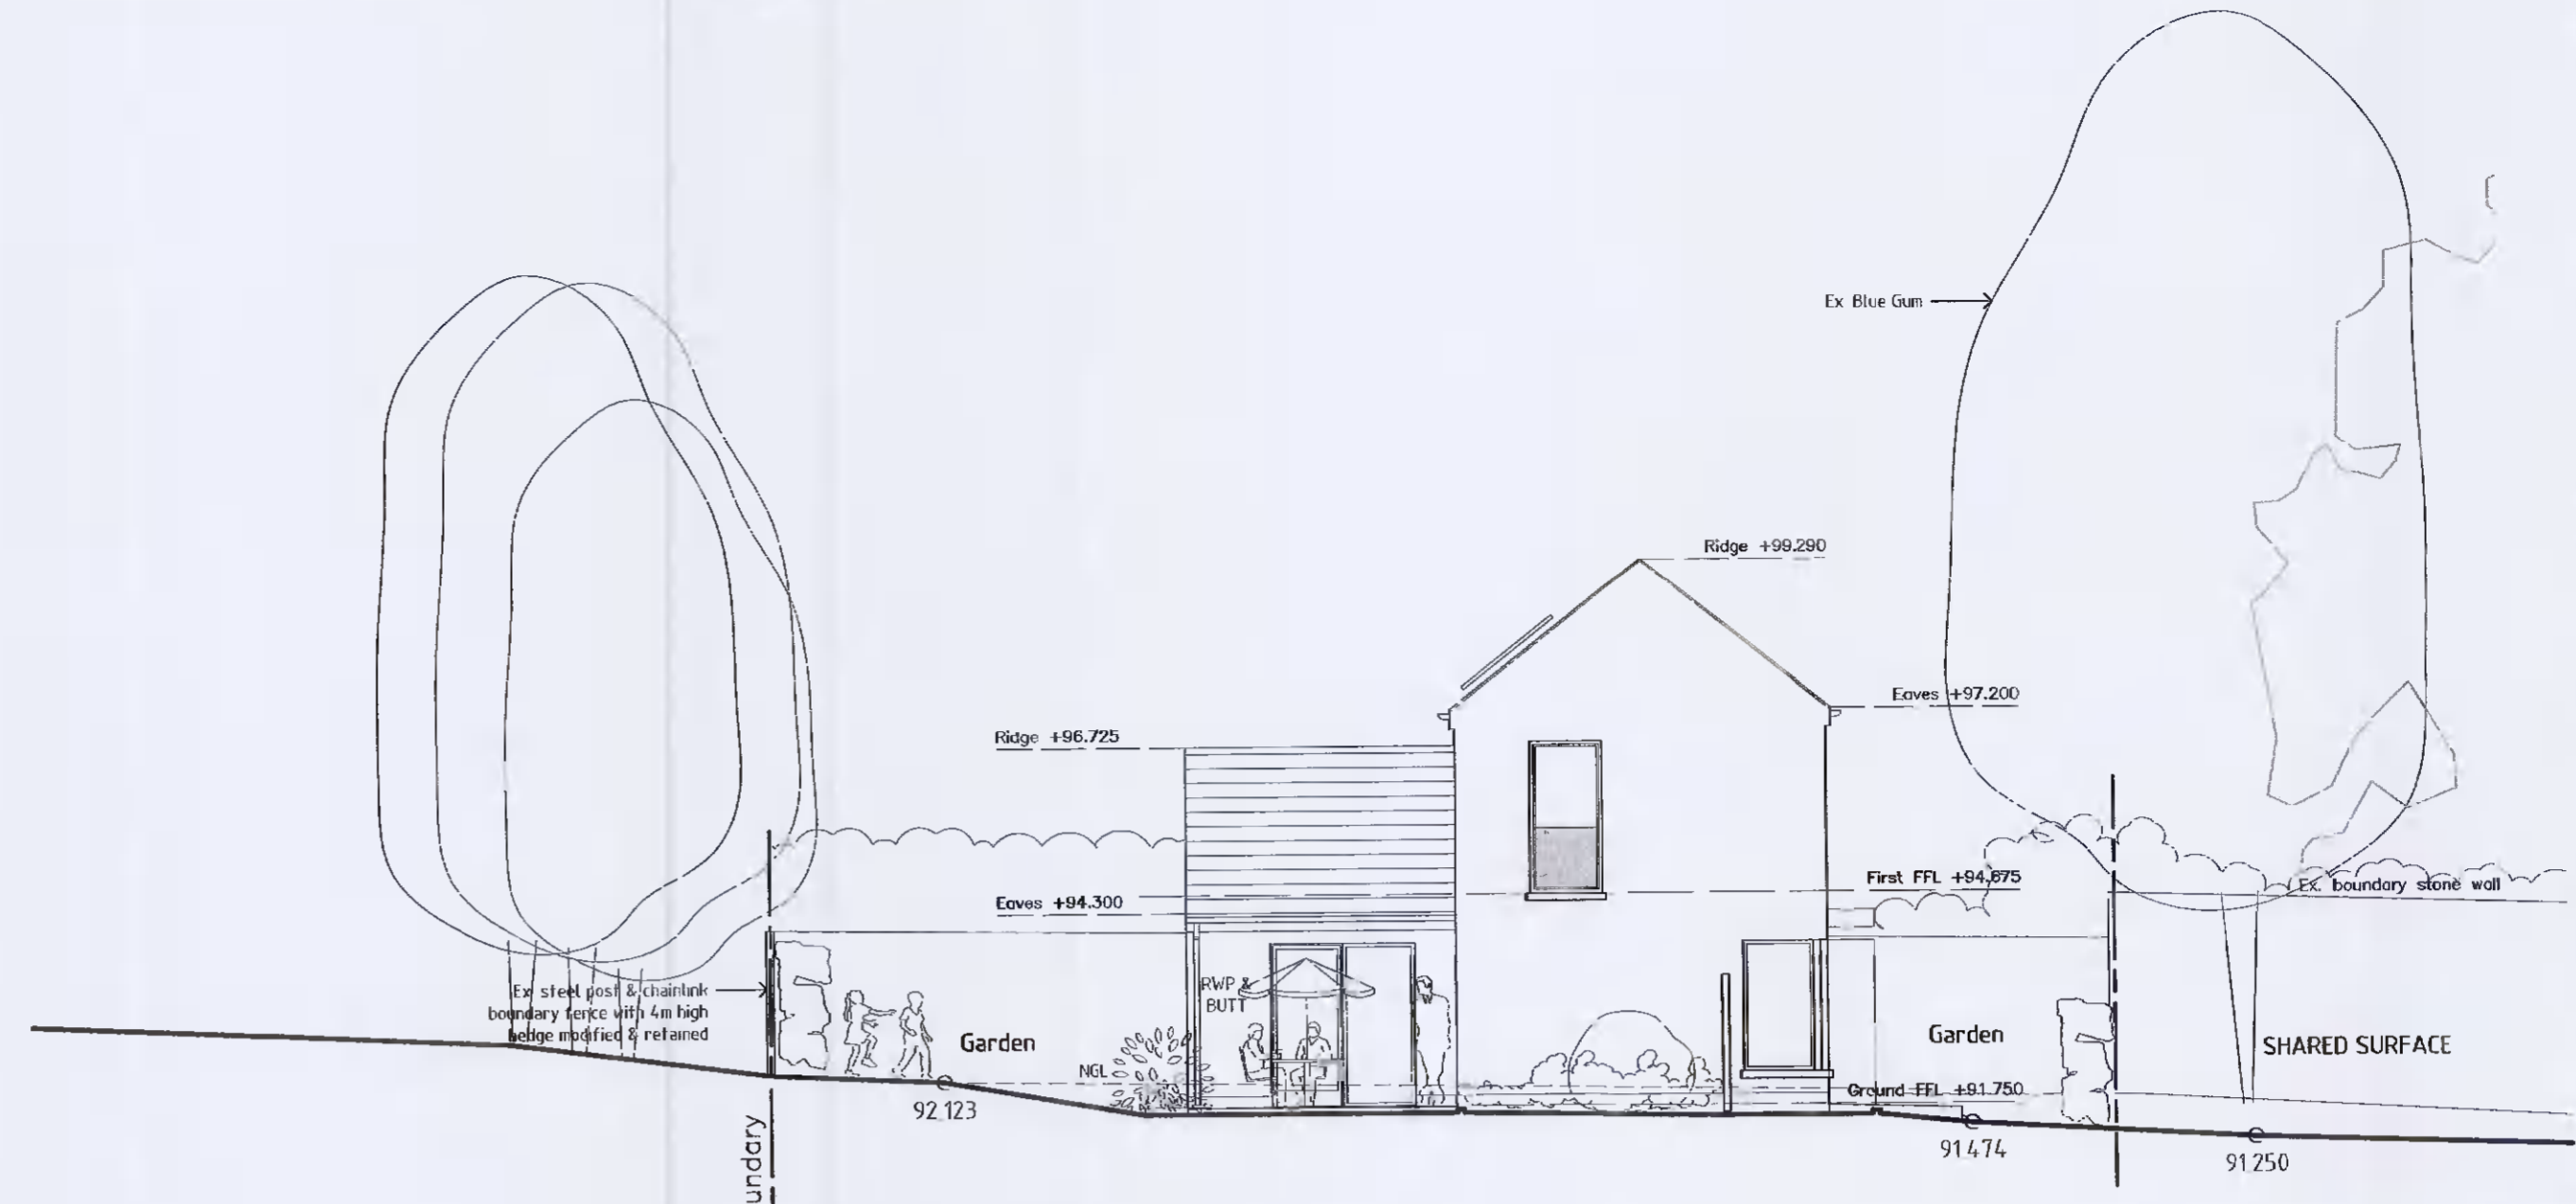 Ex Blue Gum
Ridge +99.290
Eaves +97.200
Ridge +96.725
First FFL +94.675
Ex. boundary stone wall
Eaves +94.300
RWP &
BUTT
Ex steel post & chainlink
boundary fence with 4m high
hedge modified & retained
Garden
Garden
SHARED SURFACE
NGL
Ground FFL +91.750
92.123
91.474
91.250
undary